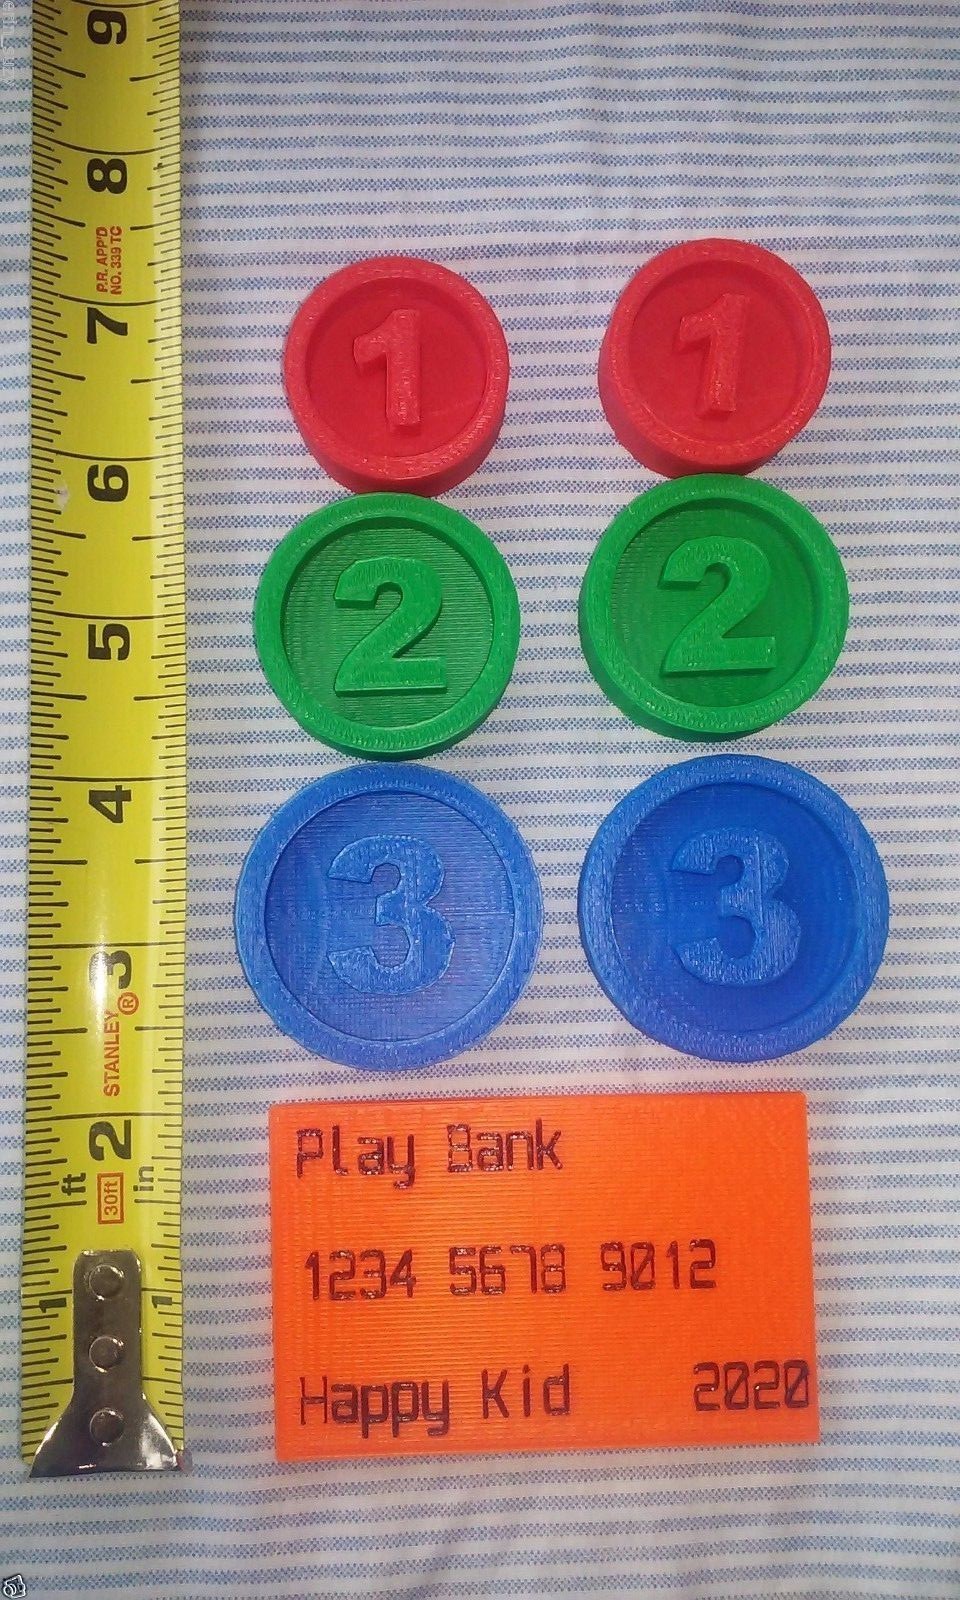 9
8
P.R. APP'D
NO. 339 TC
7
6
5
4
3
STANLEY®
2
ft in
30ft
1 1
1 1
2 2
3 3
Play Bank
1234 5678 9012
Happy Kid 2020